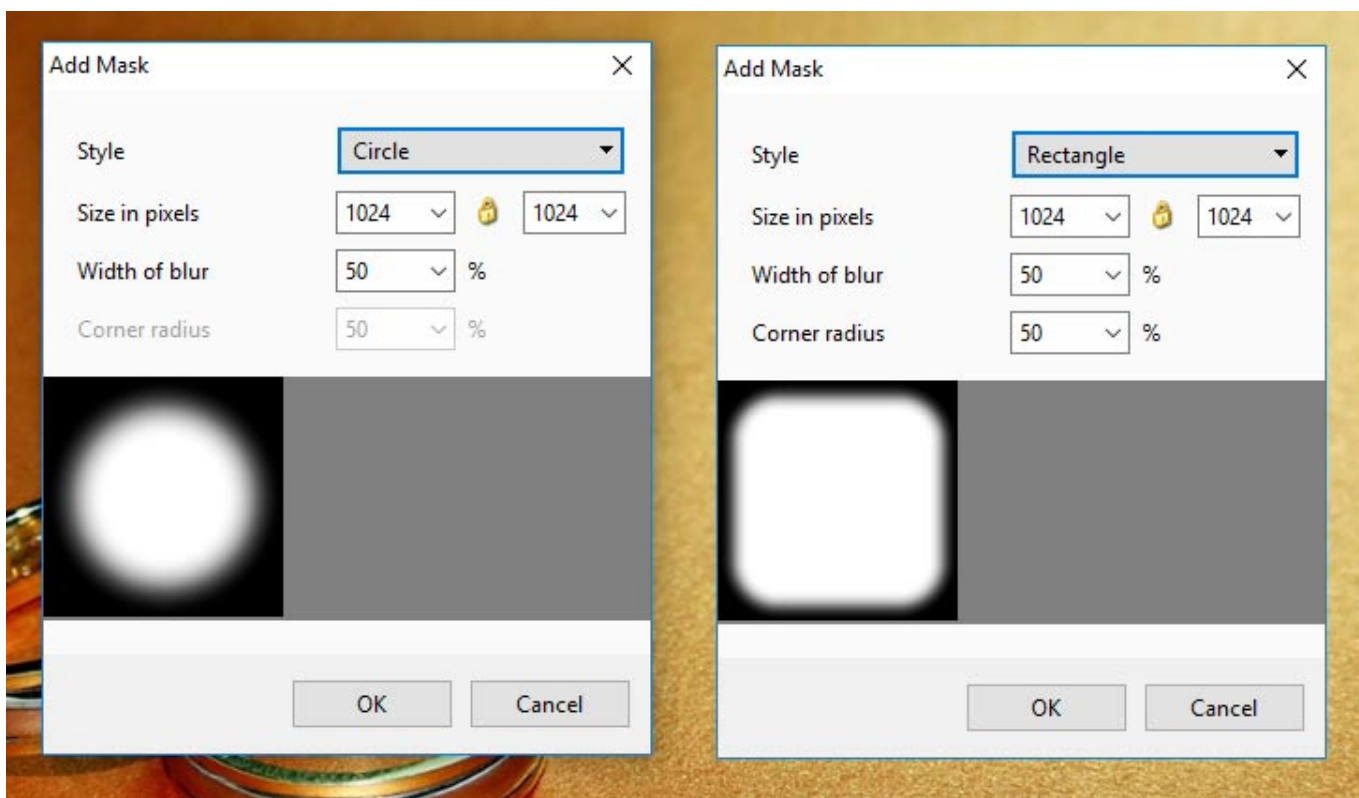 Add Mask
Style Circle
Size in pixels 1024 1024
Width of blur 50 %
Corner radius 50 %
OK Cancel
Add Mask
Style Rectangle
Size in pixels 1024 1024
Width of blur 50 %
Corner radius 50 %
OK Cancel